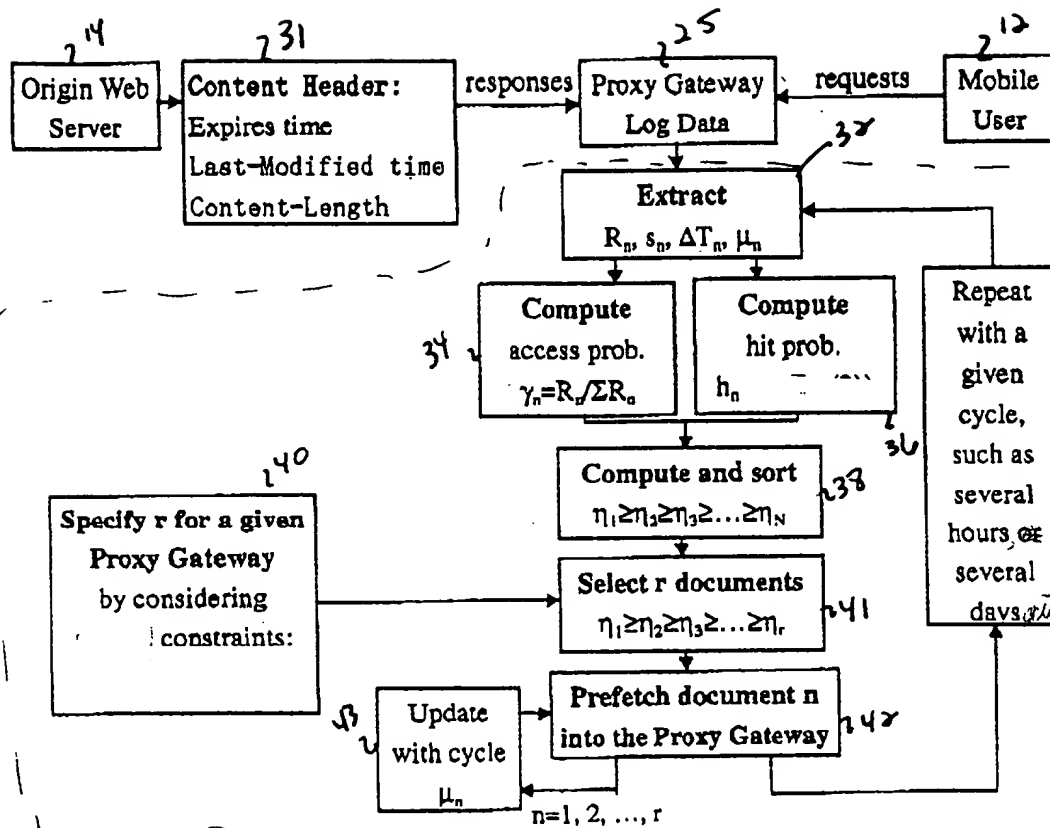 14
31
25
12
Origin Web
Server
Content Header:
Expires time
Last-Modified time
Content-Length
responses
Proxy Gateway
Log Data
requests
Mobile
User
32
Extract
Rₙ, sₙ, ΔTₙ, μₙ
34
Compute
access prob.
γₙ=Rₙ/ΣRₙ
Compute
hit prob.
hₙ
36
Repeat
with a
given
cycle,
such as
several
hours, or
several
days
Compute and sort
η₁≥η₂≥η₃≥...≥ηN
38
40
Specify r for a given
Proxy Gateway
by considering
constraints:
Select r documents
η₁≥η₂≥η₃≥...≥ηᵣ
41
Prefetch document n
into the Proxy Gateway
42
43
Update
with cycle
μₙ
n=1, 2, ..., r